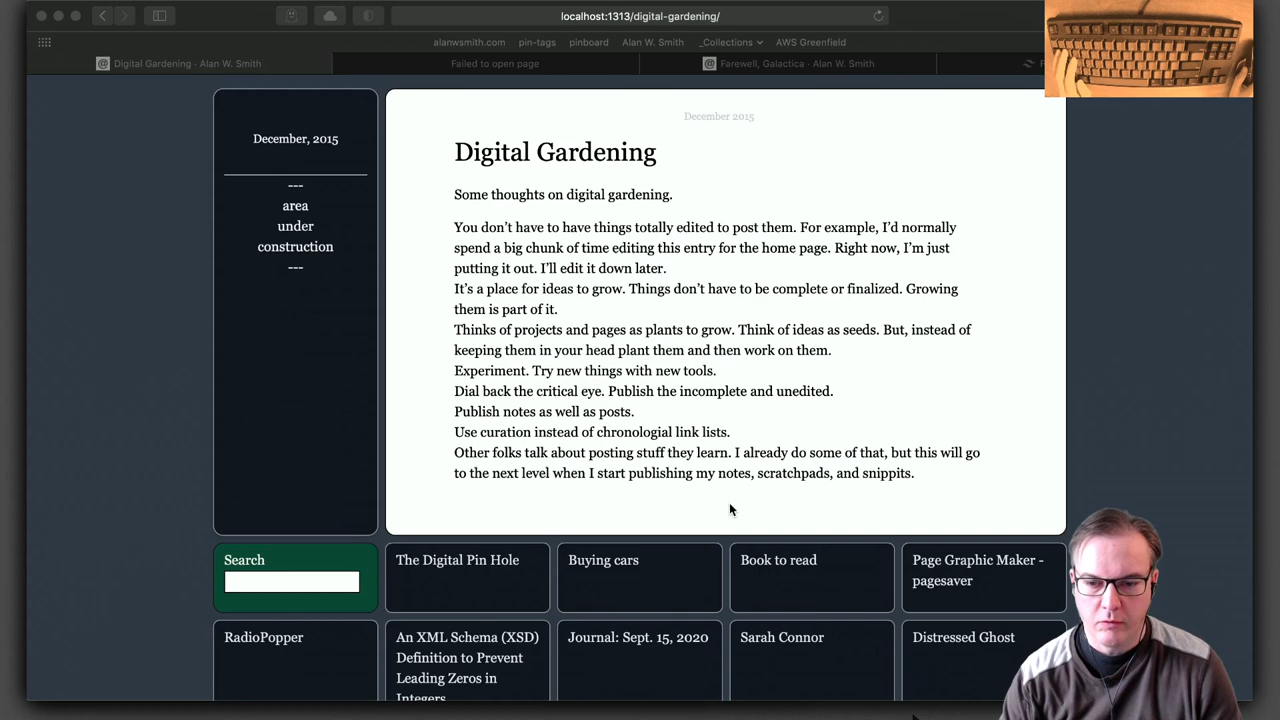 localhost:1313/digital-gardening/
alanwsmith.com pin-tags pinboard Alan W. Smith _Collections AWS Greenfield
Digital Gardening - Alan W. Smith Failed to open page Farewell, Galactica - Alan W. Smith
December, 2015
---
area
under
construction
---
December 2015
Digital Gardening
Some thoughts on digital gardening.
You don’t have to have things totally edited to post them. For example, I’d normally
spend a big chunk of time editing this entry for the home page. Right now, I’m just
putting it out. I’ll edit it down later.
It’s a place for ideas to grow. Things don’t have to be complete or finalized. Growing
them is part of it.
Thinks of projects and pages as plants to grow. Think of ideas as seeds. But, instead of
keeping them in your head plant them and then work on them.
Experiment. Try new things with new tools.
Dial back the critical eye. Publish the incomplete and unedited.
Publish notes as well as posts.
Use curation instead of chronologial link lists.
Other folks talk about posting stuff they learn. I already do some of that, but this will go
to the next level when I start publishing my notes, scratchpads, and snippits.
Search
The Digital Pin Hole
Buying cars
Book to read
Page Graphic Maker -
pagesaver
RadioPopper
An XML Schema (XSD)
Definition to Prevent
Leading Zeros in
Integers
Journal: Sept. 15, 2020
Sarah Connor
Distressed Ghost